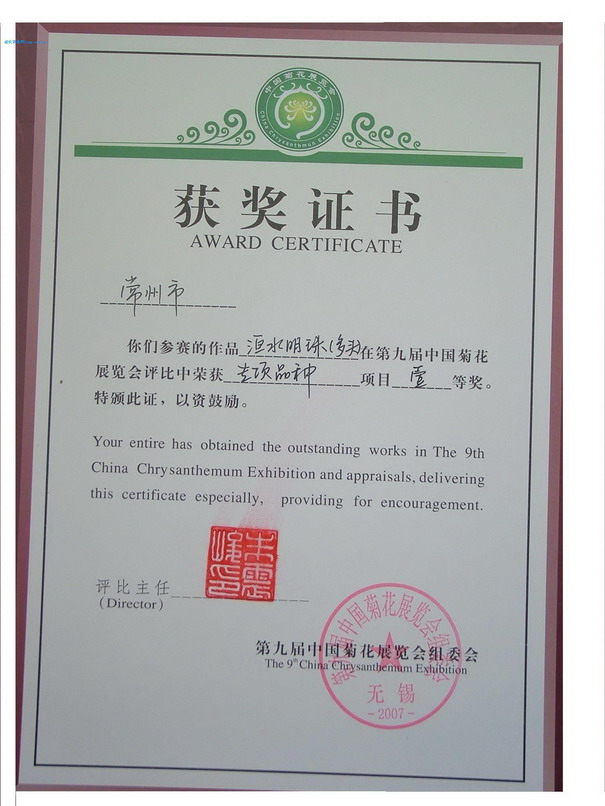 中国菊花展览会
China Chrysanthemum Exhibition
获奖证书
AWARD CERTIFICATE
常州市
你们参赛的作品洹水明珠(多头)在第九届中国菊花
展览会评比中荣获专项品种项目壹等奖。
特颁此证，以资鼓励。
Your entire has obtained the outstanding works in The 9th
China Chrysanthemum Exhibition and appraisals, delivering
this certificate especially, providing for encouragement.
评比主任
(Director)
第九届中国菊花展览会组委会
The 9th China Chrysanthemum Exhibition
第九届中国菊花展览会组委会
无锡
-2007-